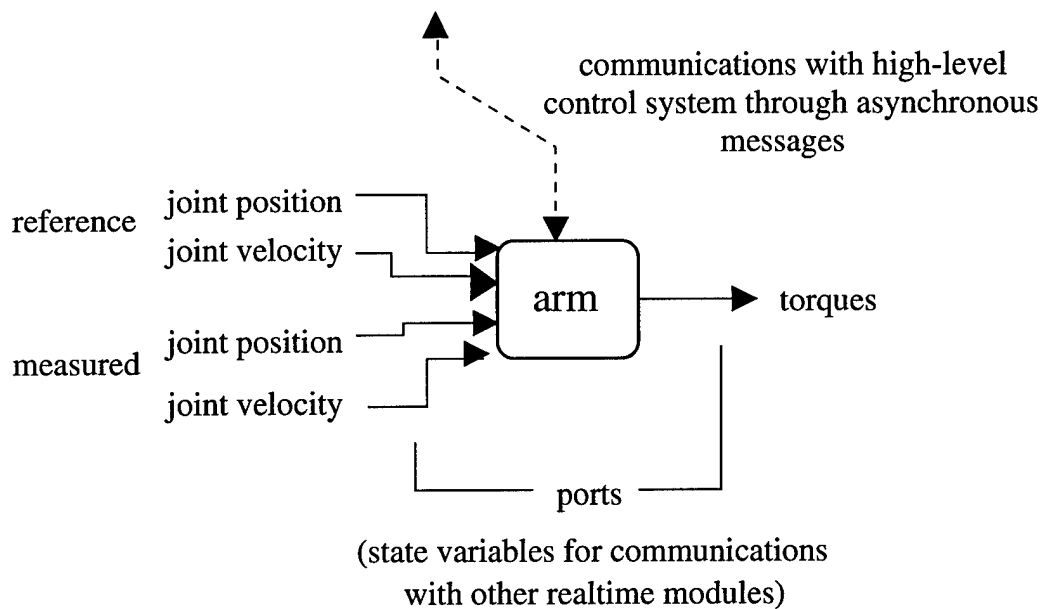 communications with high-level
control system through asynchronous
messages
reference
joint position
joint velocity
measured
joint position
joint velocity
arm
torques
ports
(state variables for communications
with other realtime modules)